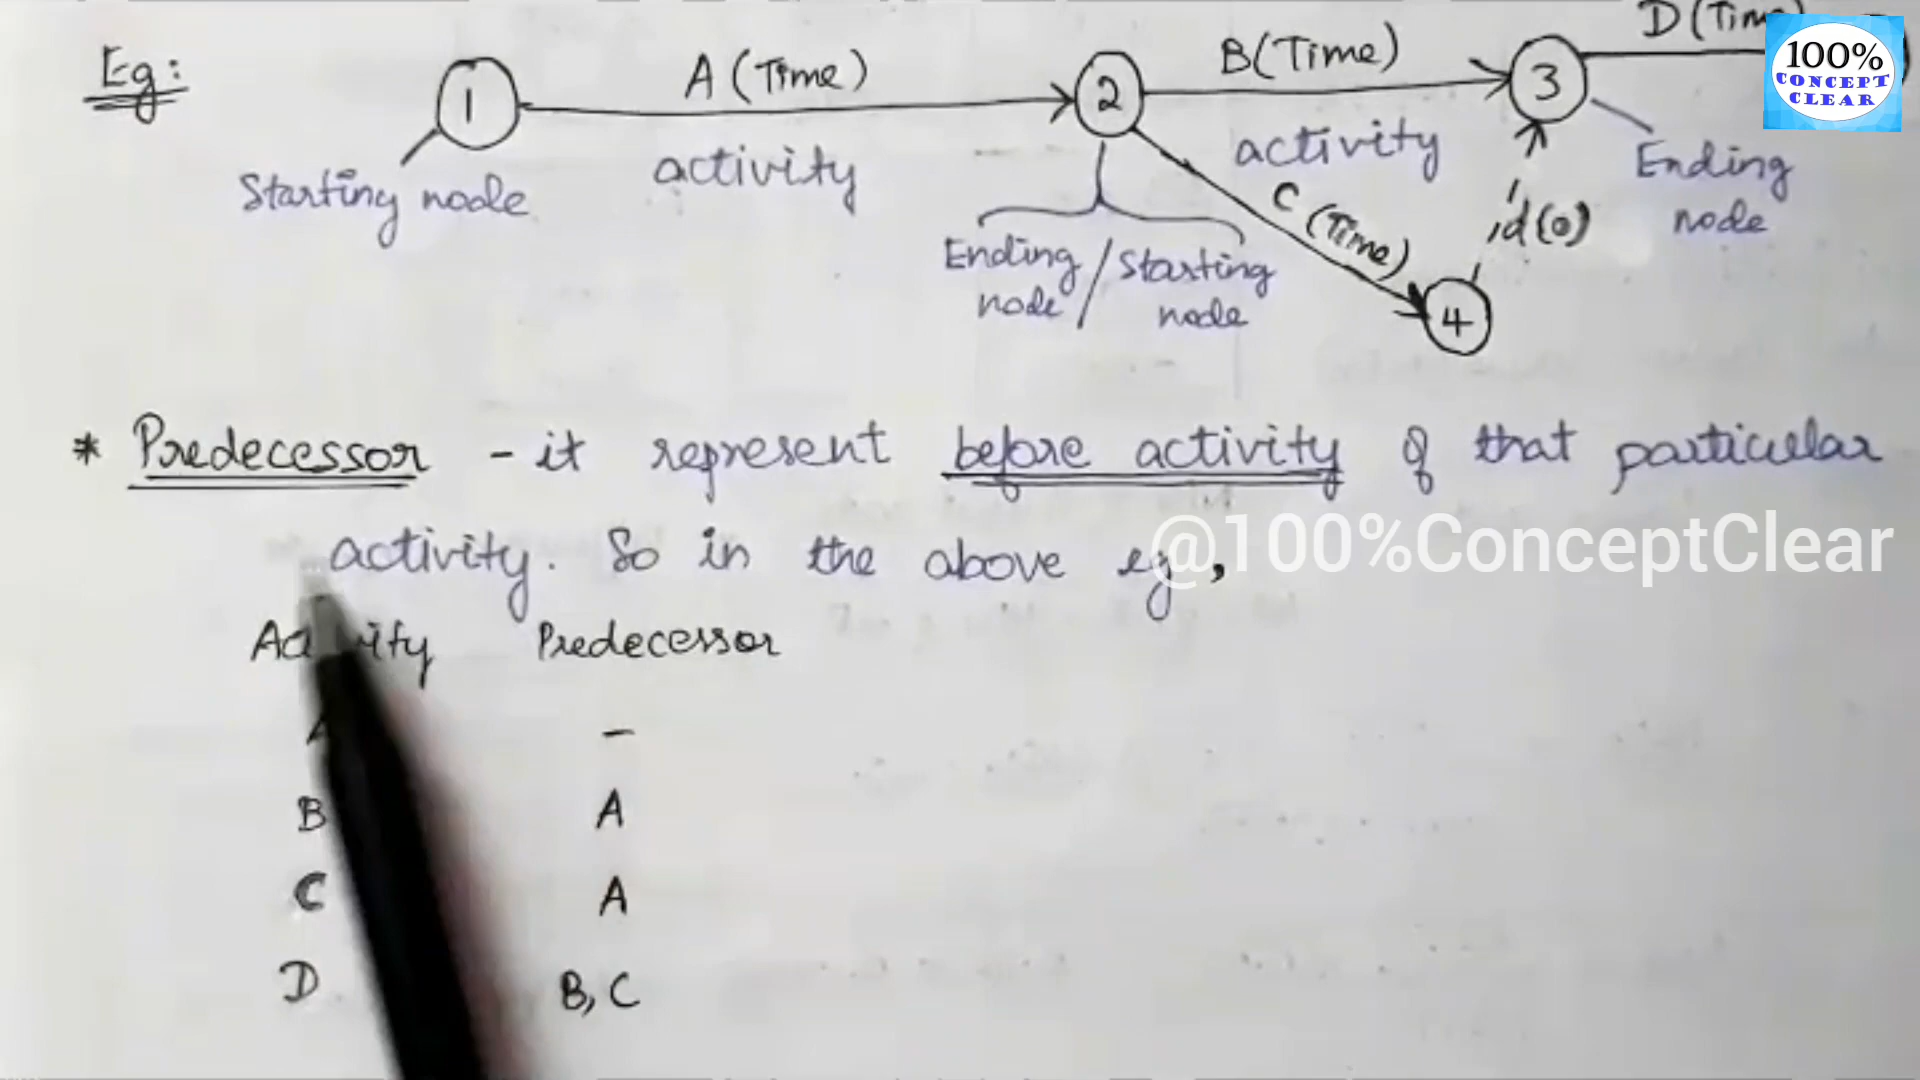 Eg:
1
A (Time)
2
B(Time)
3
D (Time
100%
CONCEPT
CLEAR
Starting node
activity
activity
C (Time)
d(0)
Ending
node
Ending
node
/
Starting
node
4
* Predecessor - it represent before activity of that particular
activity. So in the above eg,
@100%ConceptClear
Activity Predecessor
A -
B A
C A
D B, C